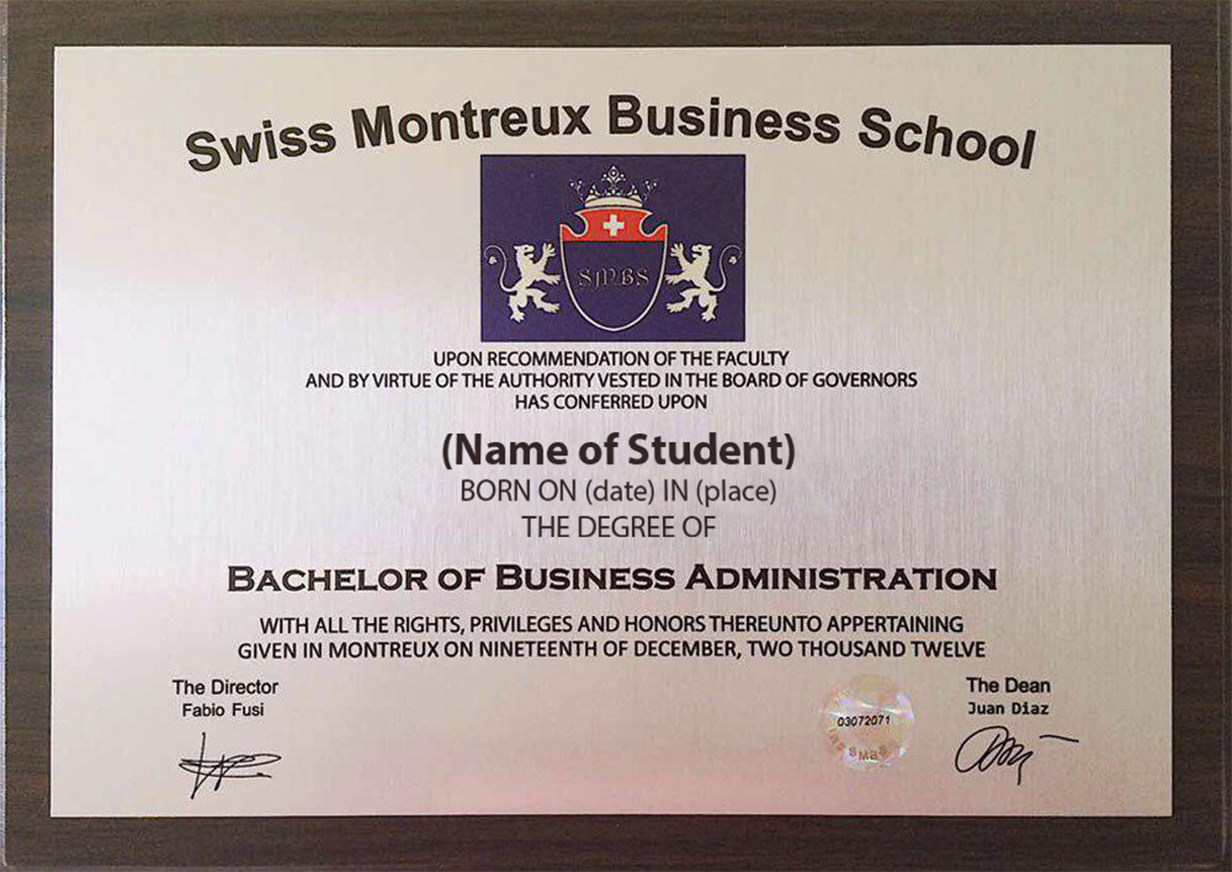 Swiss Montreux Business School
SMBS
UPON RECOMMENDATION OF THE FACULTY
AND BY VIRTUE OF THE AUTHORITY VESTED IN THE BOARD OF GOVERNORS
HAS CONFERRED UPON
(Name of Student)
BORN ON (date) IN (place)
THE DEGREE OF
BACHELOR OF BUSINESS ADMINISTRATION
WITH ALL THE RIGHTS, PRIVILEGES AND HONORS THEREUNTO APPERTAINING
GIVEN IN MONTREUX ON NINETEENTH OF DECEMBER, TWO THOUSAND TWELVE
The Director
Fabio Fusi
03072071
SMBS
The Dean
Juan Diaz